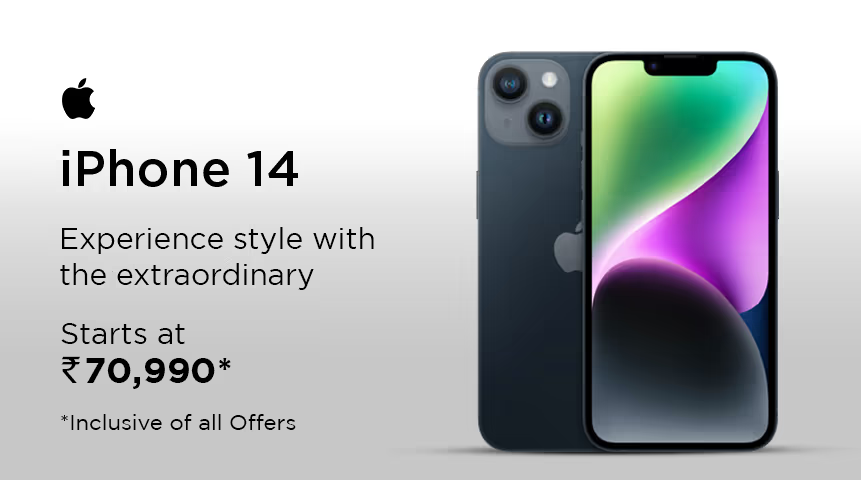 iPhone 14
Experience style with
the extraordinary
Starts at
₹70,990*
*Inclusive of all Offers